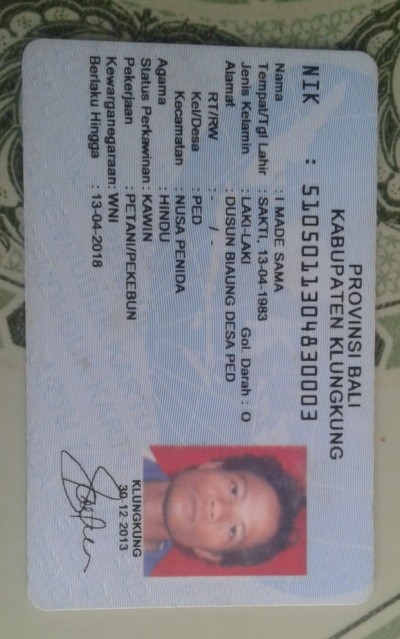 PROVINSI BALI
KABUPATEN KLUNGKUNG
NIK : 5105011304830003
Nama : I MADE SAMA
Tempat/Tgl Lahir : SAKTI, 13-04-1983
Jenis Kelamin : LAKI-LAKI Gol. Darah : O
Alamat : DUSUN BIAUNG DESA PED
RT/RW : - / -
Kel/Desa : PED
Kecamatan : NUSA PENIDA
Agama : HINDU
Status Perkawinan : KAWIN
Pekerjaan : PETANI/PEKEBUN
Kewarganegaraan: WNI
Berlaku Hingga : 13-04-2018
KLUNGKUNG
30-12-2013